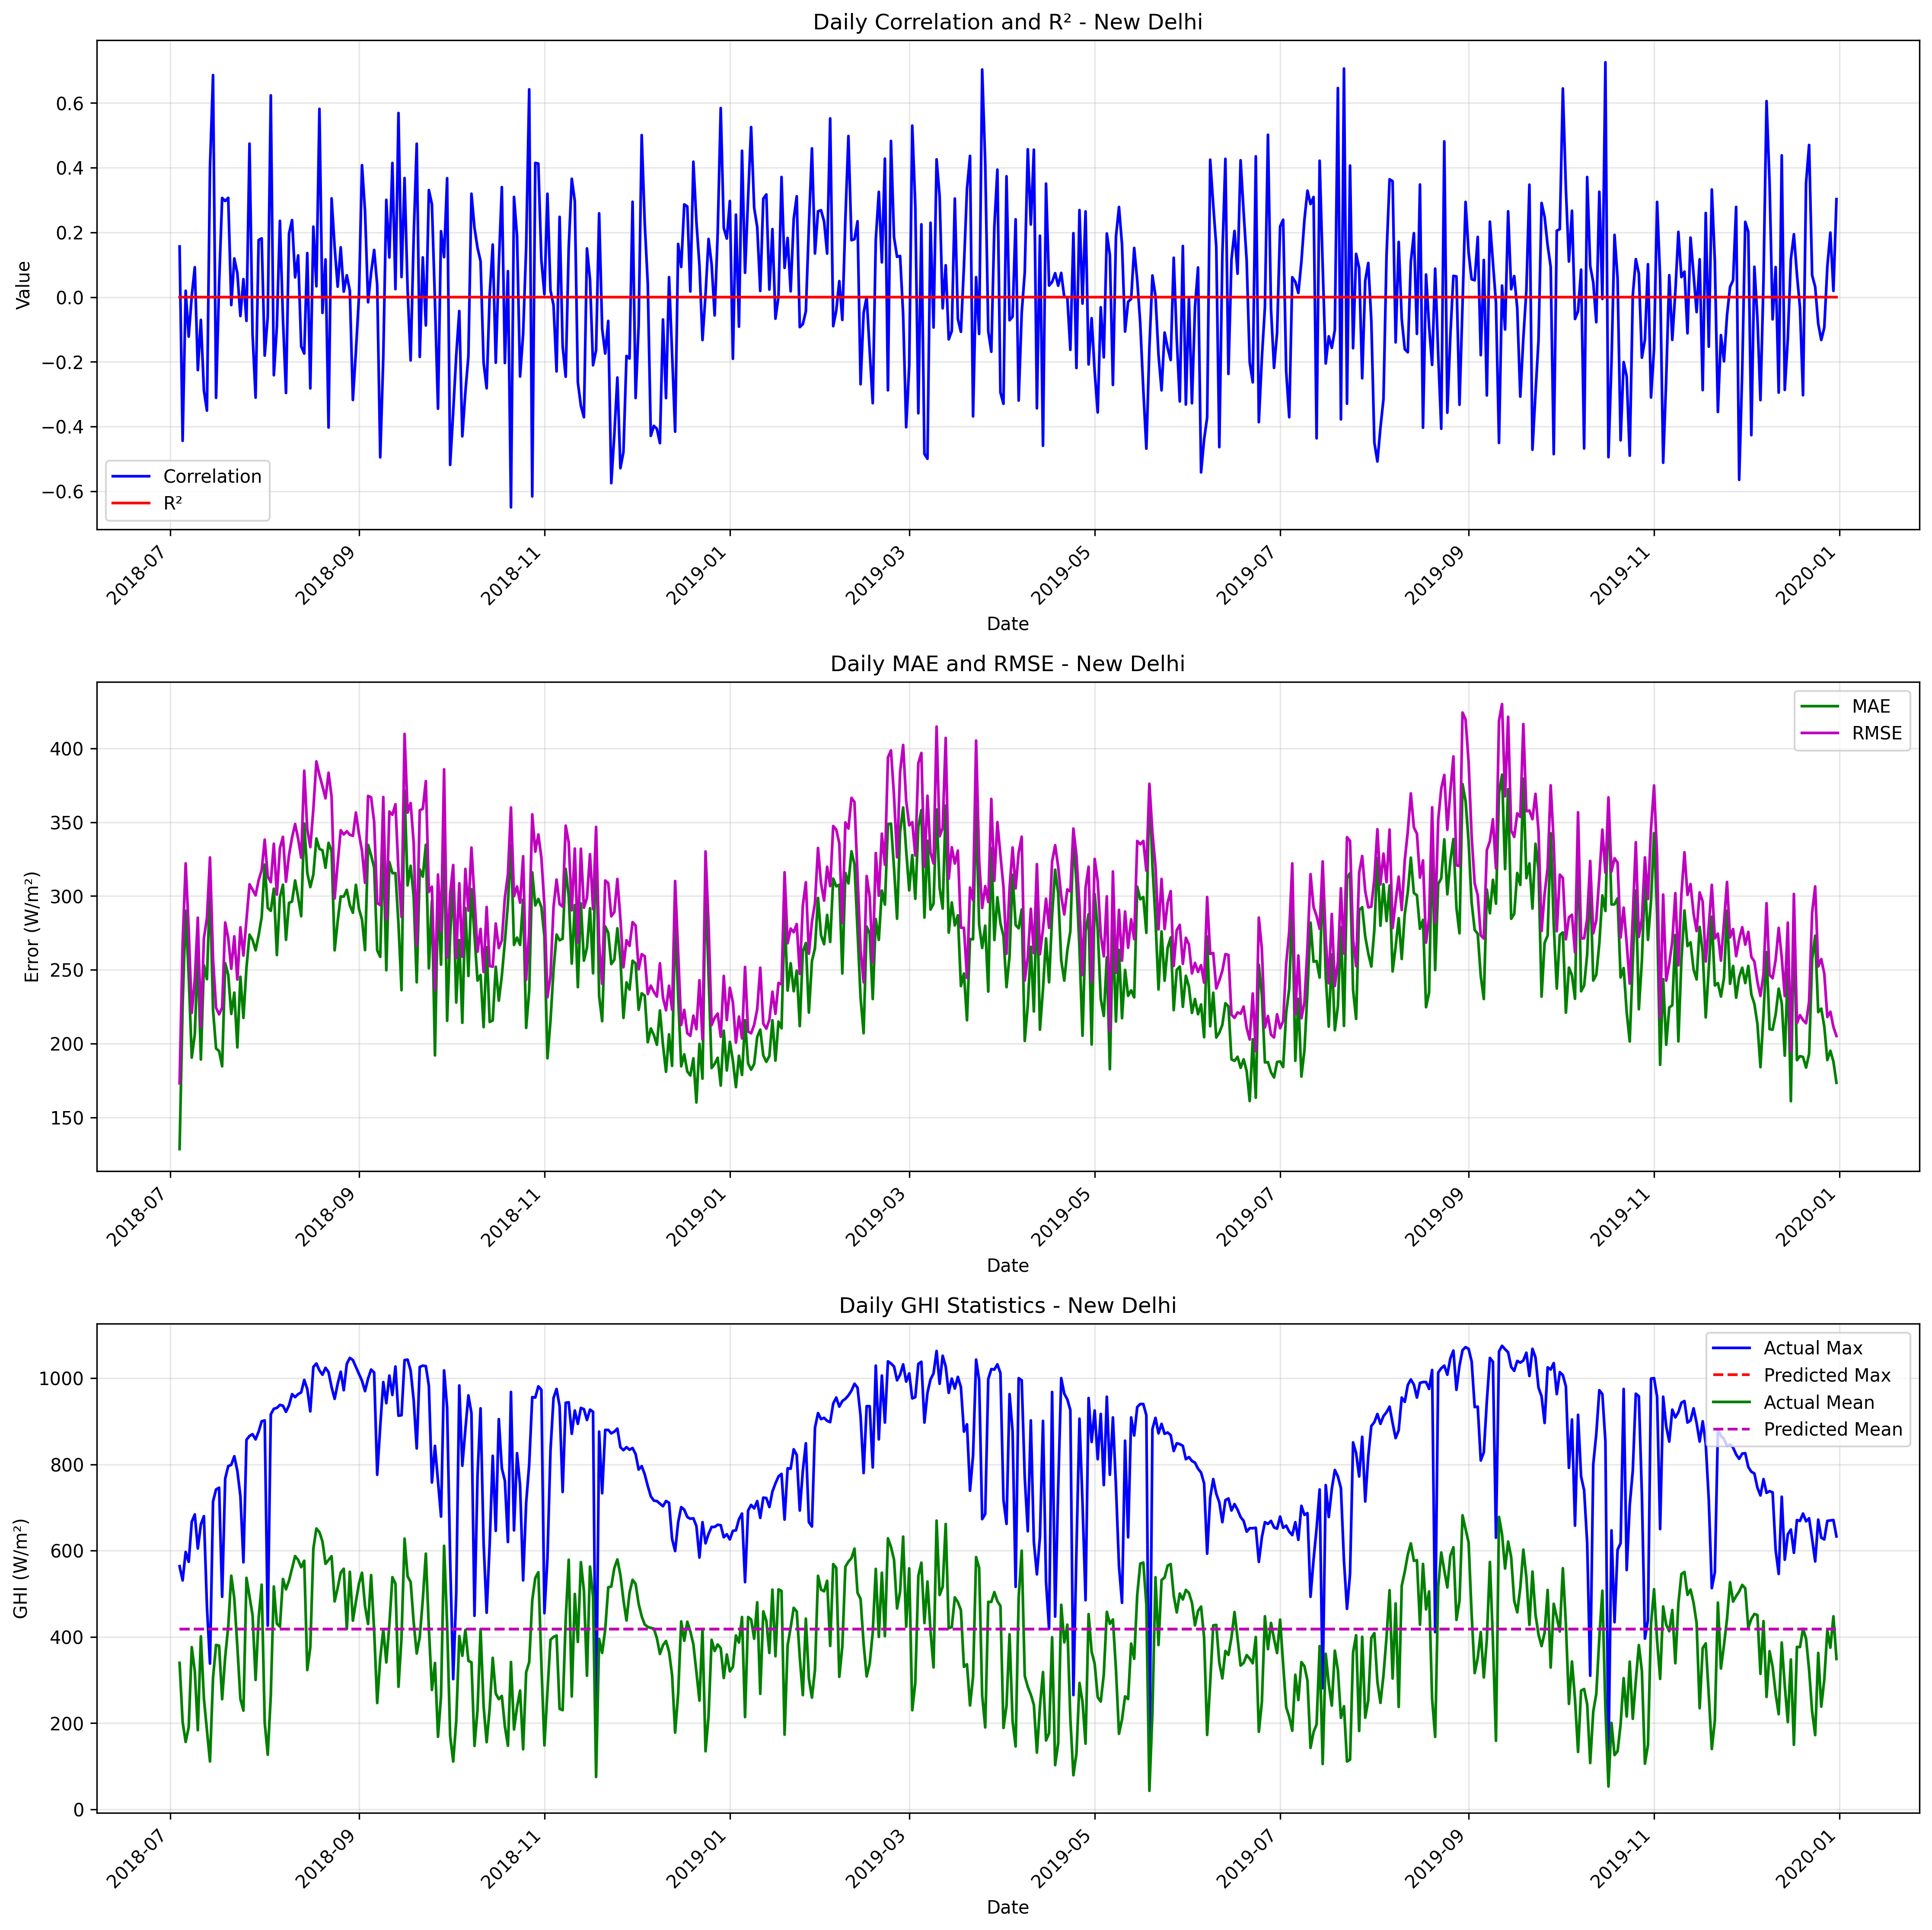 Daily Correlation and R² - New Delhi
Value
0.6
0.4
0.2
0.0
−0.2
−0.4
−0.6
Correlation
R²
2018-07
2018-09
2018-11
2019-01
2019-03
2019-05
2019-07
2019-09
2019-11
2020-01
Date
Daily MAE and RMSE - New Delhi
Error (W/m²)
400
350
300
250
200
150
MAE
RMSE
2018-07
2018-09
2018-11
2019-01
2019-03
2019-05
2019-07
2019-09
2019-11
2020-01
Date
Daily GHI Statistics - New Delhi
GHI (W/m²)
1000
800
600
400
200
0
Actual Max
Predicted Max
Actual Mean
Predicted Mean
2018-07
2018-09
2018-11
2019-01
2019-03
2019-05
2019-07
2019-09
2019-11
2020-01
Date